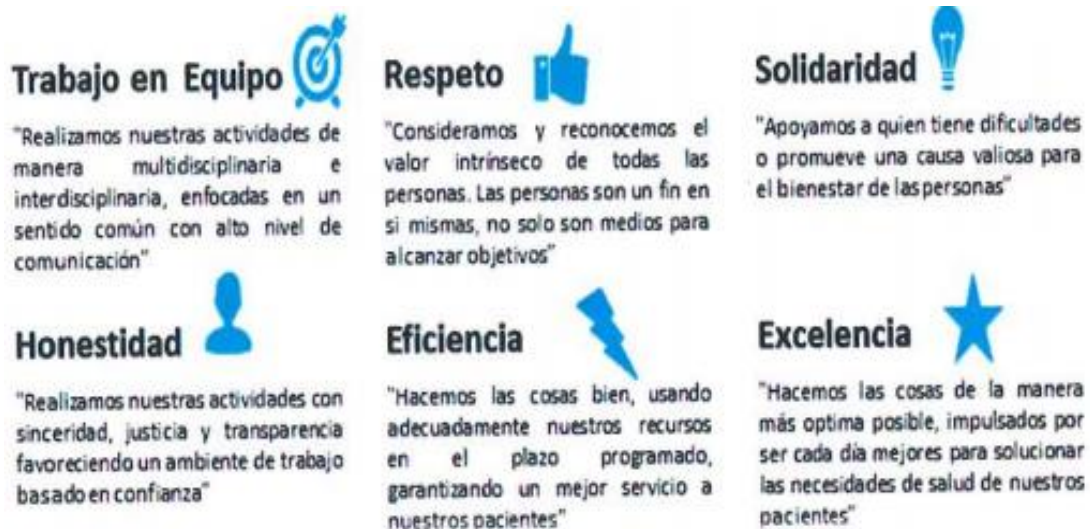 Trabajo en Equipo
"Realizamos nuestras actividades de
manera multidisciplinaria e
interdisciplinaria, enfocadas en un
sentido común con alto nivel de
comunicación"
Respeto
"Consideramos y reconocemos el
valor intrínseco de todas las
personas. Las personas son un fin en
si mismas, no solo son medios para
alcanzar objetivos"
Solidaridad
"Apoyamos a quien tiene dificultades
o promueve una causa valiosa para
el bienestar de las personas"
Honestidad
"Realizamos nuestras actividades con
sinceridad, justicia y transparencia
favoreciendo un ambiente de trabajo
basado en confianza"
Eficiencia
"Hacemos las cosas bien, usando
adecuadamente nuestros recursos
en el plazo programado,
garantizando un mejor servicio a
nuestros pacientes"
Excelencia
"Hacemos las cosas de la manera
más optima posible, impulsados por
ser cada día mejores para solucionar
las necesidades de salud de nuestros
pacientes"